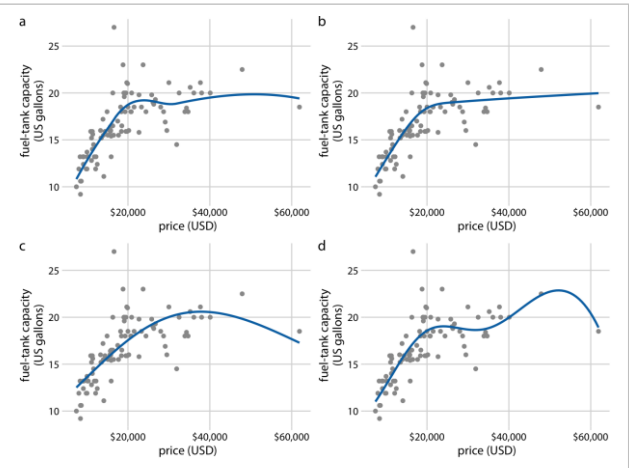 a
fuel-tank capacity
(US gallons)
25
20
15
10
$20,000 $40,000 $60,000
price (USD)
b
fuel-tank capacity
(US gallons)
25
20
15
10
$20,000 $40,000 $60,000
price (USD)
c
fuel-tank capacity
(US gallons)
25
20
15
10
$20,000 $40,000 $60,000
price (USD)
d
fuel-tank capacity
(US gallons)
25
20
15
10
$20,000 $40,000 $60,000
price (USD)